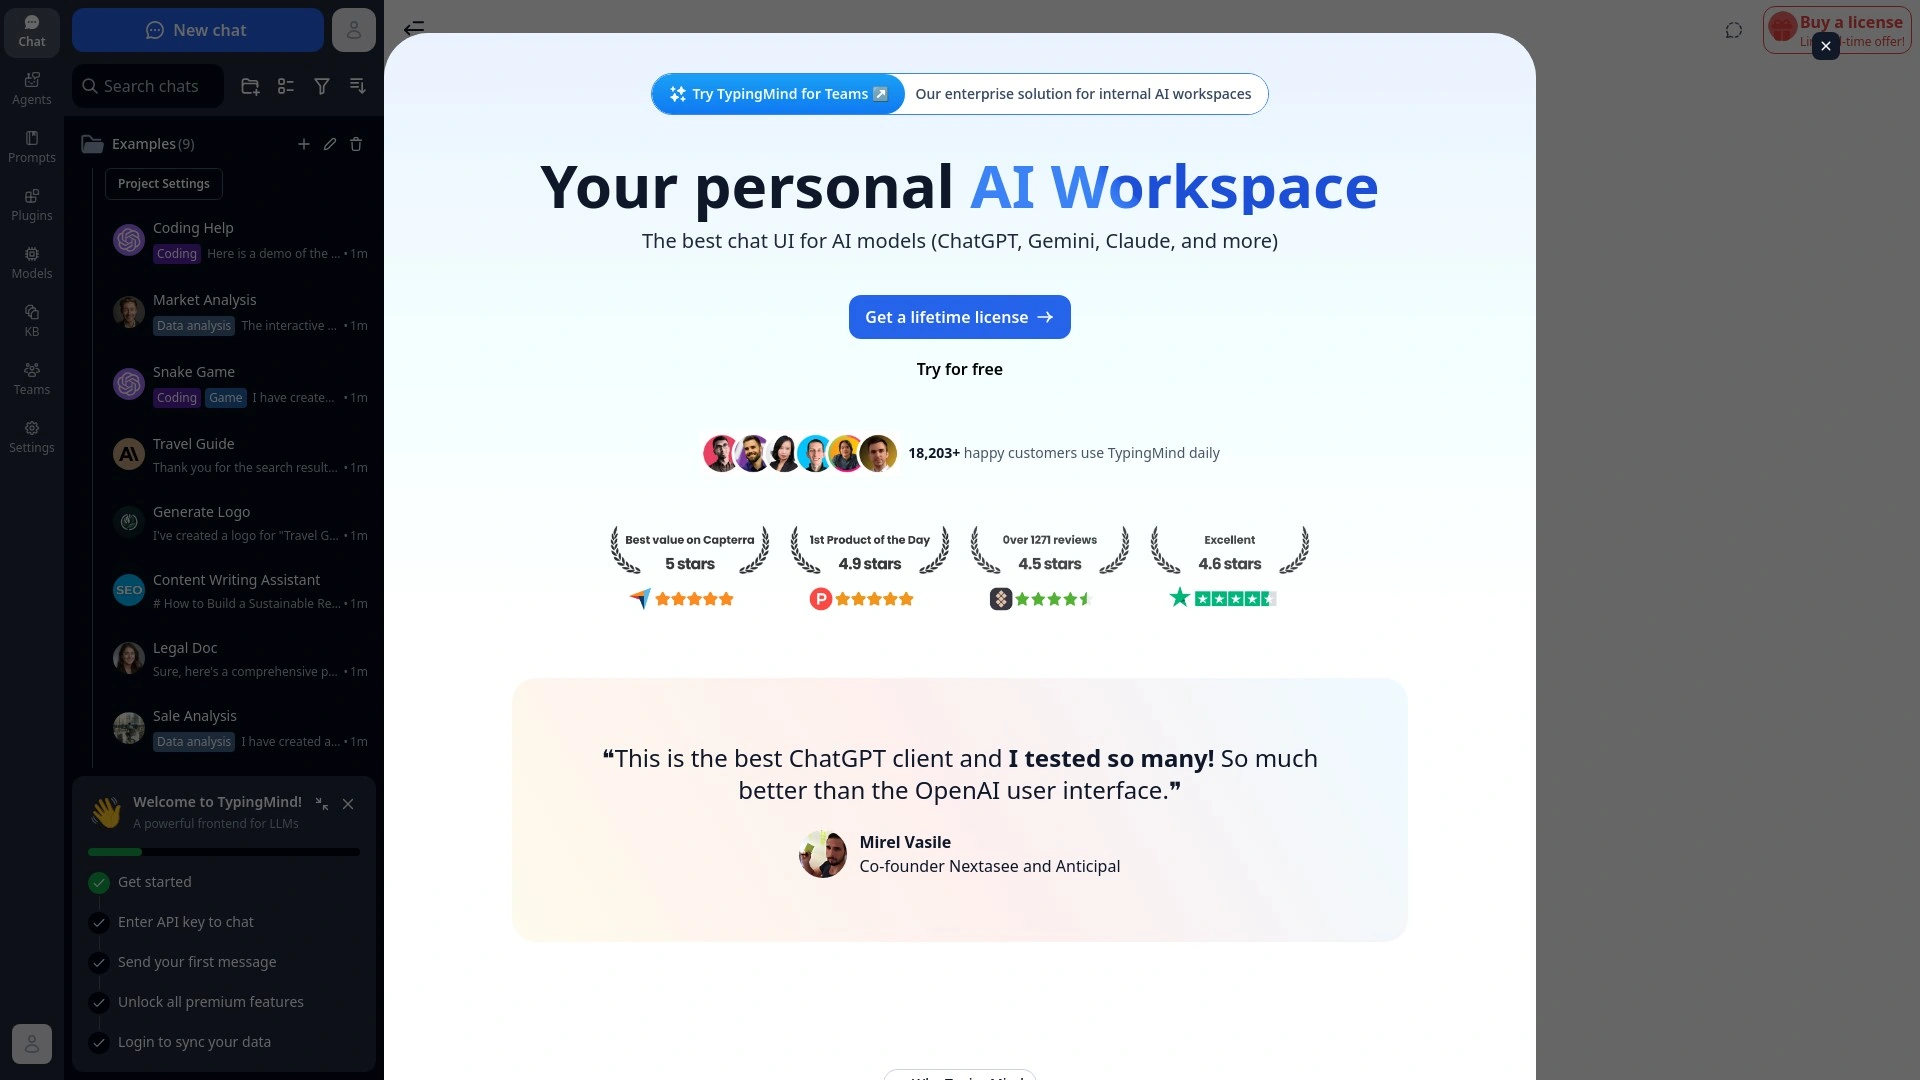 Chat
Agents
Prompts
Plugins
Models
KB
Teams
Settings
New chat
Search chats
Examples (9)
Project Settings
Coding Help
Coding Here is a demo of the ... • 1m
Market Analysis
Data analysis The interactive ... • 1m
Snake Game
Coding Game I have create... • 1m
Travel Guide
Thank you for the search result... • 1m
Generate Logo
I've created a logo for "Travel G... • 1m
SEO
Content Writing Assistant
# How to Build a Sustainable Re... • 1m
Legal Doc
Sure, here's a comprehensive p... • 1m
Sale Analysis
Data analysis I have created a... • 1m
Welcome to TypingMind!
A powerful frontend for LLMs
Get started
Enter API key to chat
Send your first message
Unlock all premium features
Login to sync your data
Try TypingMind for Teams ↗ Our enterprise solution for internal AI workspaces
Your personal AI Workspace
The best chat UI for AI models (ChatGPT, Gemini, Claude, and more)
Get a lifetime license →
Try for free
18,203+ happy customers use TypingMind daily
Best value on Capterra
5 stars
1st Product of the Day
4.9 stars
Over 1271 reviews
4.5 stars
Excellent
4.6 stars
❝This is the best ChatGPT client and I tested so many! So much
better than the OpenAI user interface.❞
Mirel Vasile
Co-founder Nextasee and Anticipal
Buy a license
-time offer!